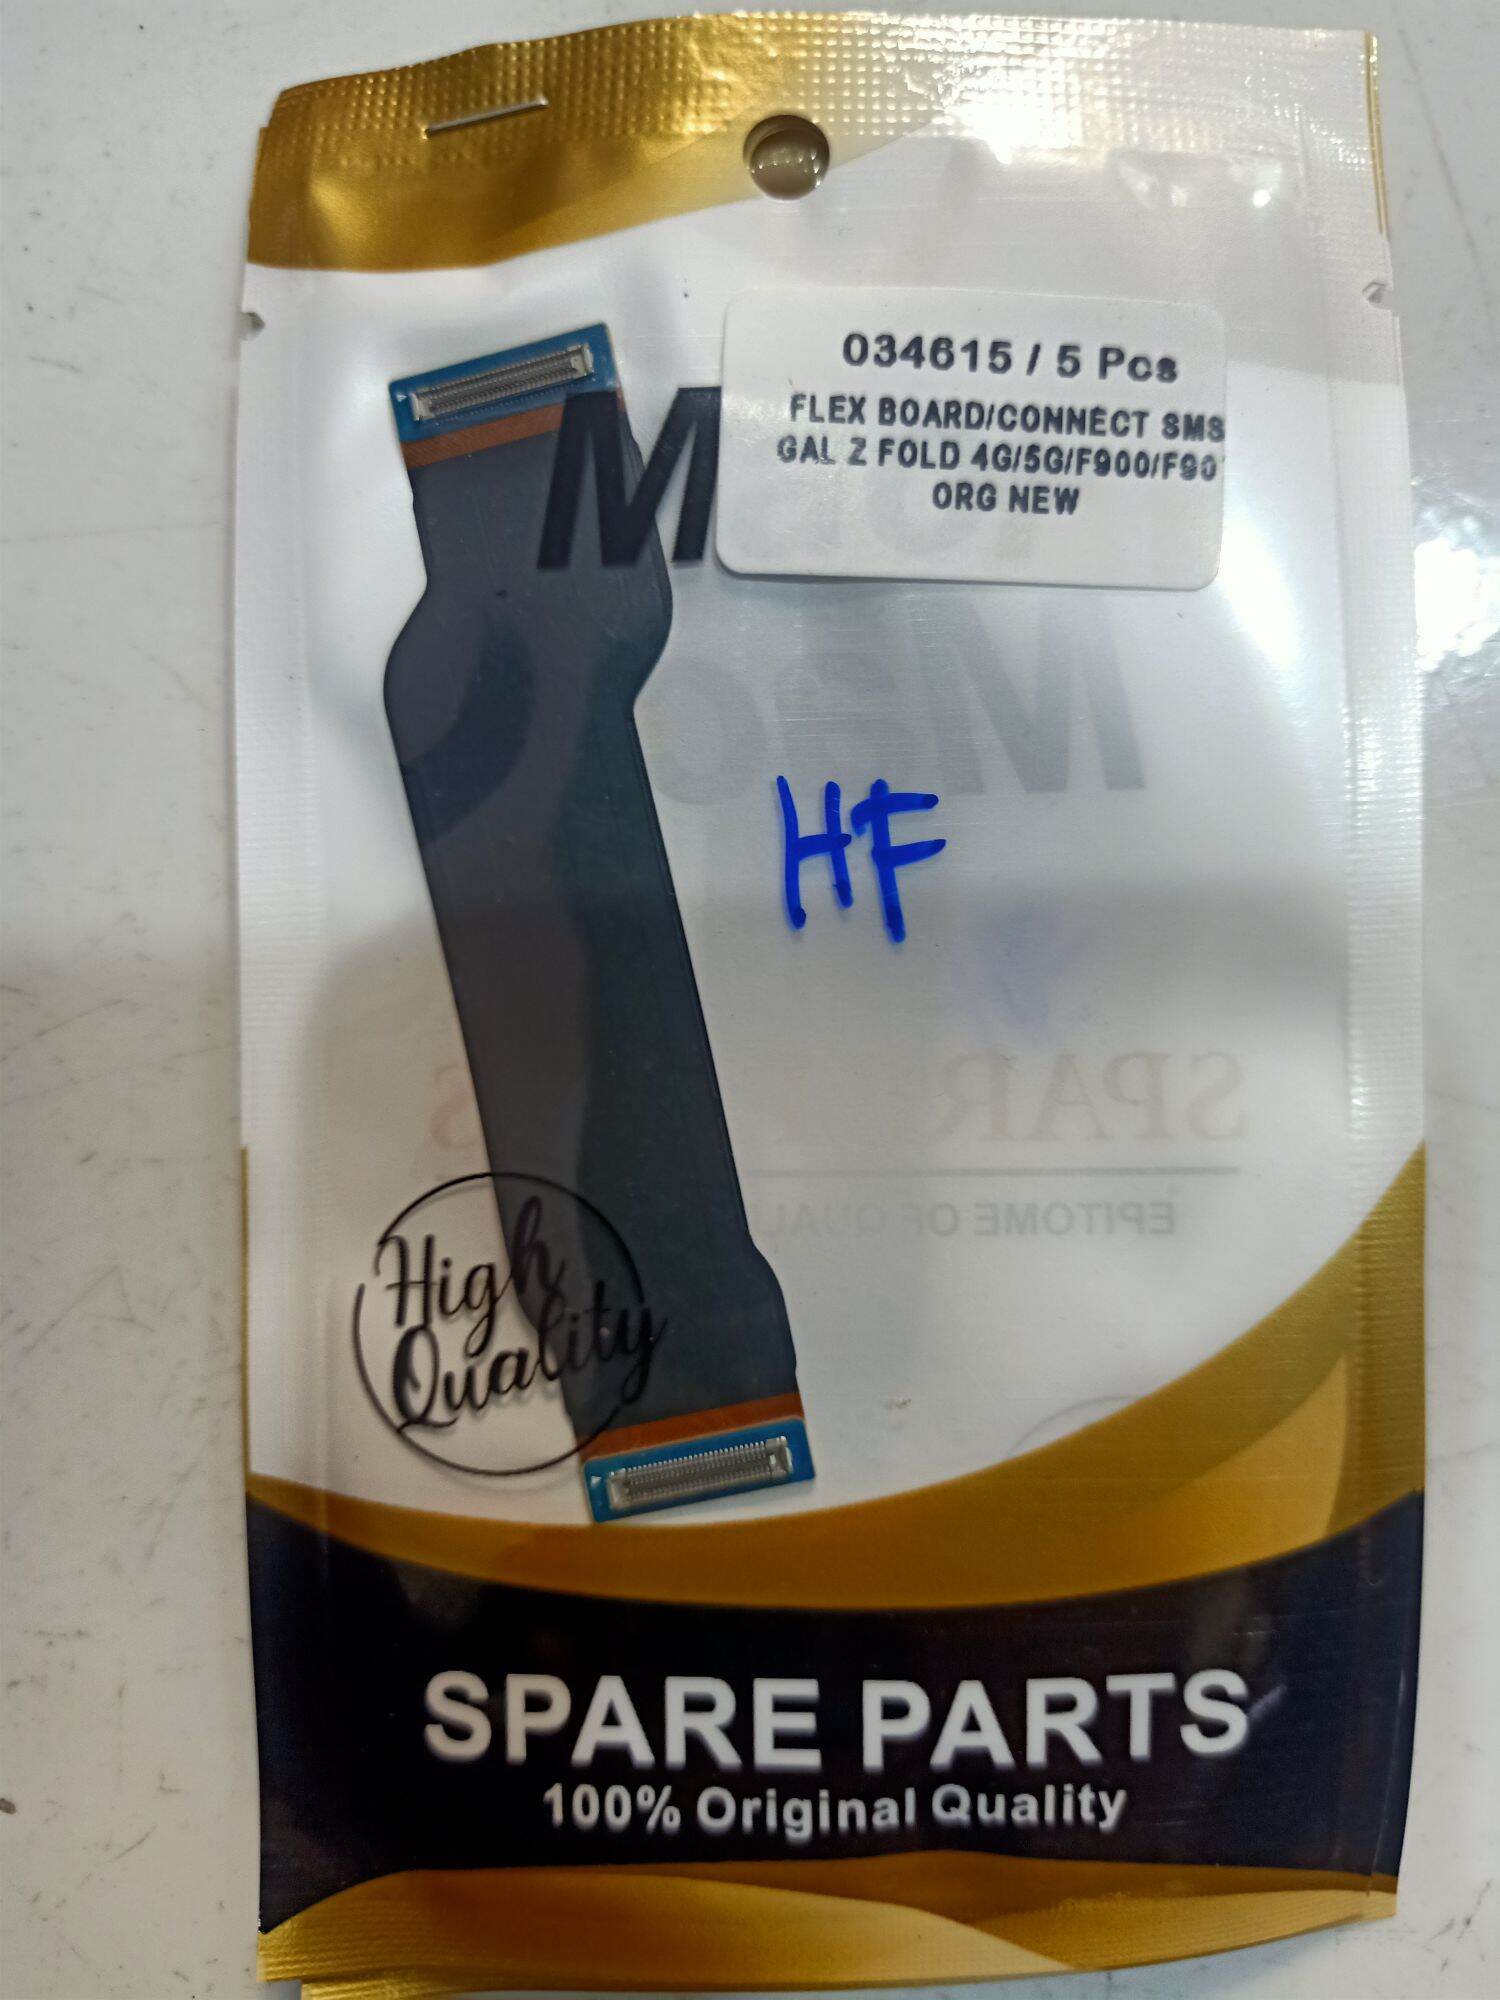 034615 / 5 Pcs
FLEX BOARD/CONNECT SMS
GAL Z FOLD 4G/5G/F900/F90
ORG NEW
M
HF
SPAR
EPITOME OF
High
Quality
SPARE PARTS
100% Original Quality